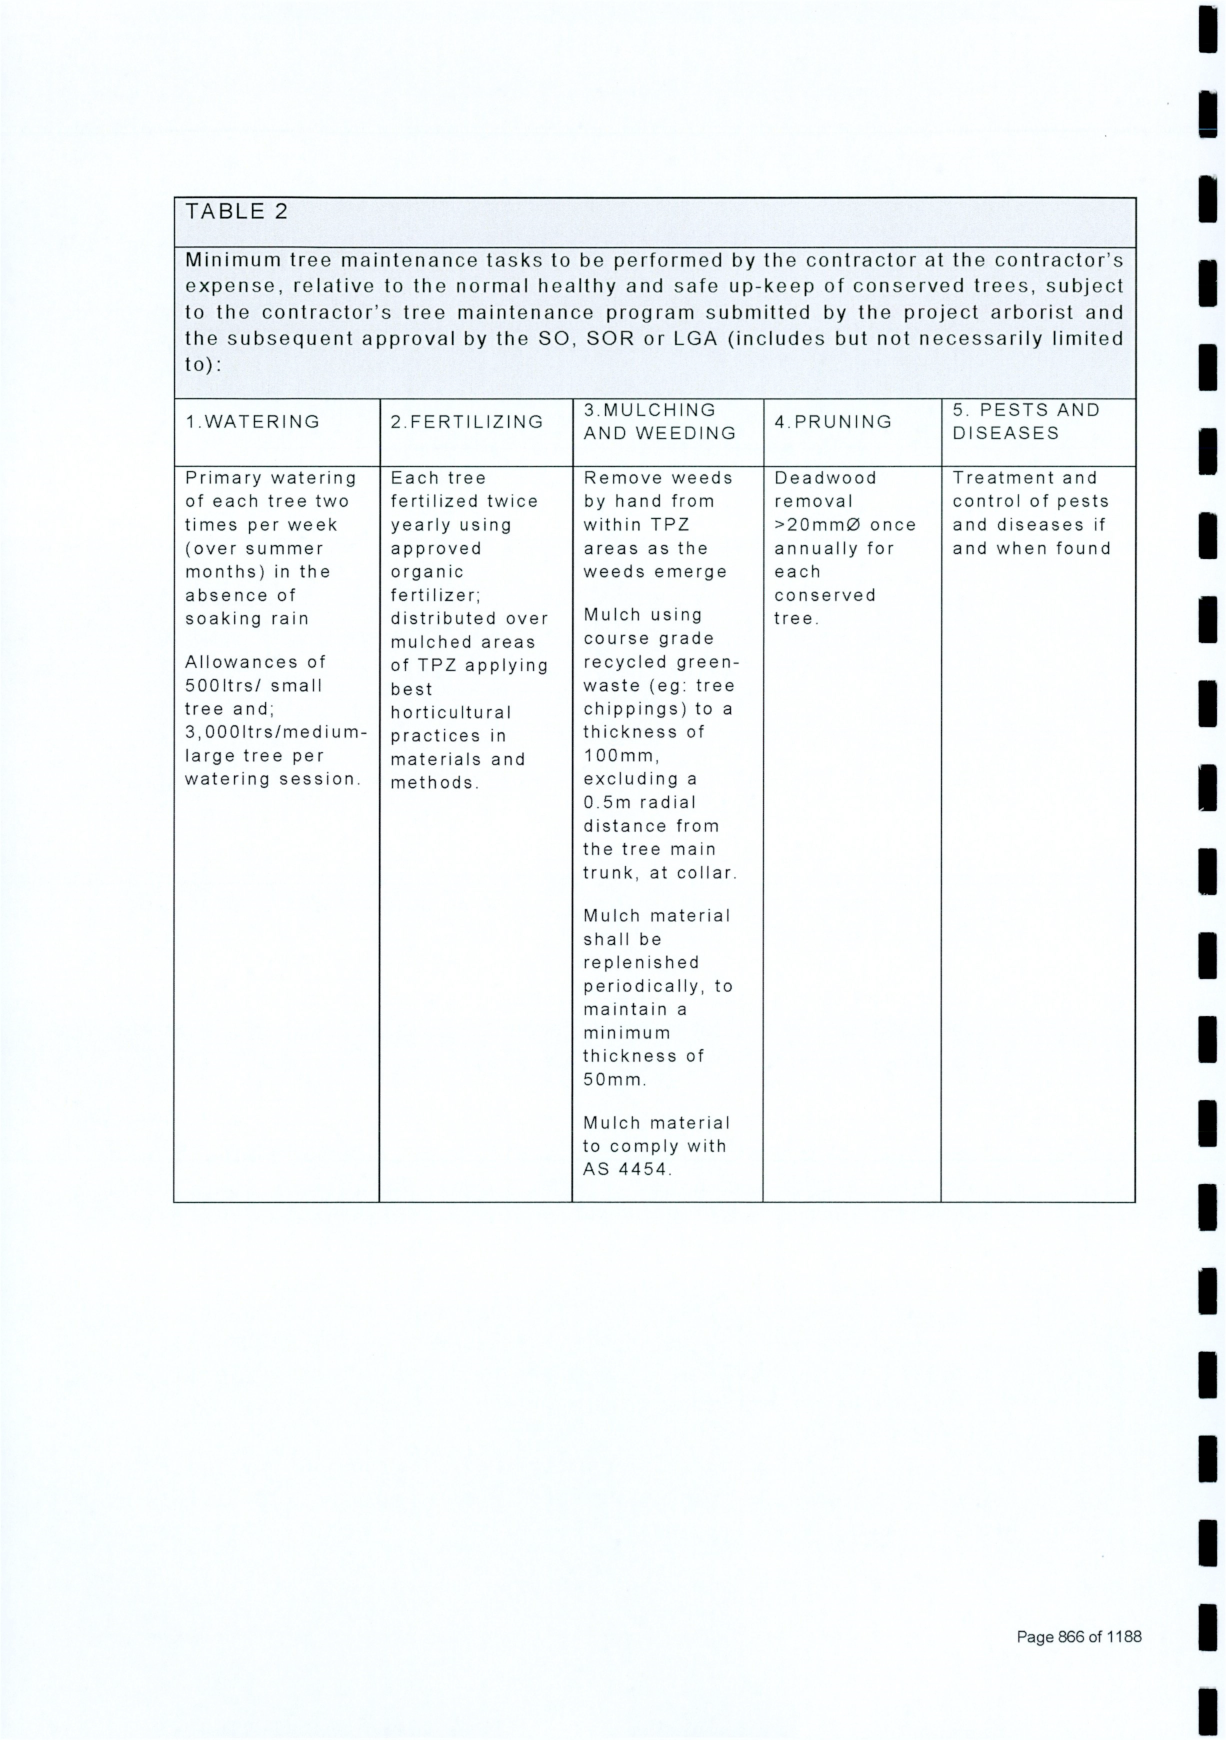 TABLE 2
Minimum tree maintenance tasks to be performed by the contractor at the contractor's
expense, relative to the normal healthy and safe up-keep of conserved trees, subject
to the contractor's tree maintenance program submitted by the project arborist and
the subsequent approval by the SO, SOR or LGA (includes but not necessarily limited
to):
1.WATERING
2.FERTILIZING
3.MULCHING
AND WEEDING
4.PRUNING
5. PESTS AND
DISEASES
Primary watering
of each tree two
times per week
(over summer
months) in the
absence of
soaking rain
Allowances of
500ltrs/ small
tree and;
3,000ltrs/medium-
large tree per
watering session.
Each tree
fertilized twice
yearly using
approved
organic
fertilizer;
distributed over
mulched areas
of TPZ applying
best
horticultural
practices in
materials and
methods.
Remove weeds
by hand from
within TPZ
areas as the
weeds emerge
Mulch using
course grade
recycled green-
waste (eg: tree
chippings) to a
thickness of
100mm,
excluding a
0.5m radial
distance from
the tree main
trunk, at collar.
Mulch material
shall be
replenished
periodically, to
maintain a
minimum
thickness of
50mm.
Mulch material
to comply with
AS 4454.
Deadwood
removal
>20mmØ once
annually for
each
conserved
tree.
Treatment and
control of pests
and diseases if
and when found
Page 866 of 1188